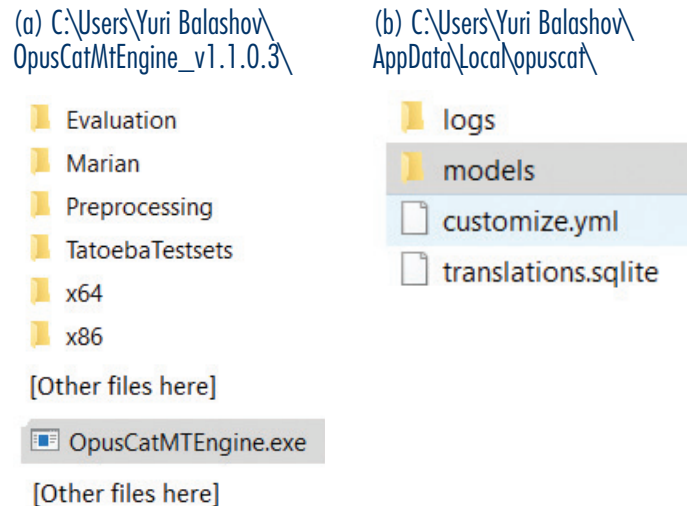 (a) C:\Users\Yuri Balashov\
OpusCatMtEngine_v1.1.0.3\
Evaluation
Marian
Preprocessing
TatoebaTestsets
x64
x86
[Other files here]
OpusCatMTEngine.exe
[Other files here]
(b) C:\Users\Yuri Balashov\
AppData\Local\opuscat\
logs
models
customize.yml
translations.sqlite